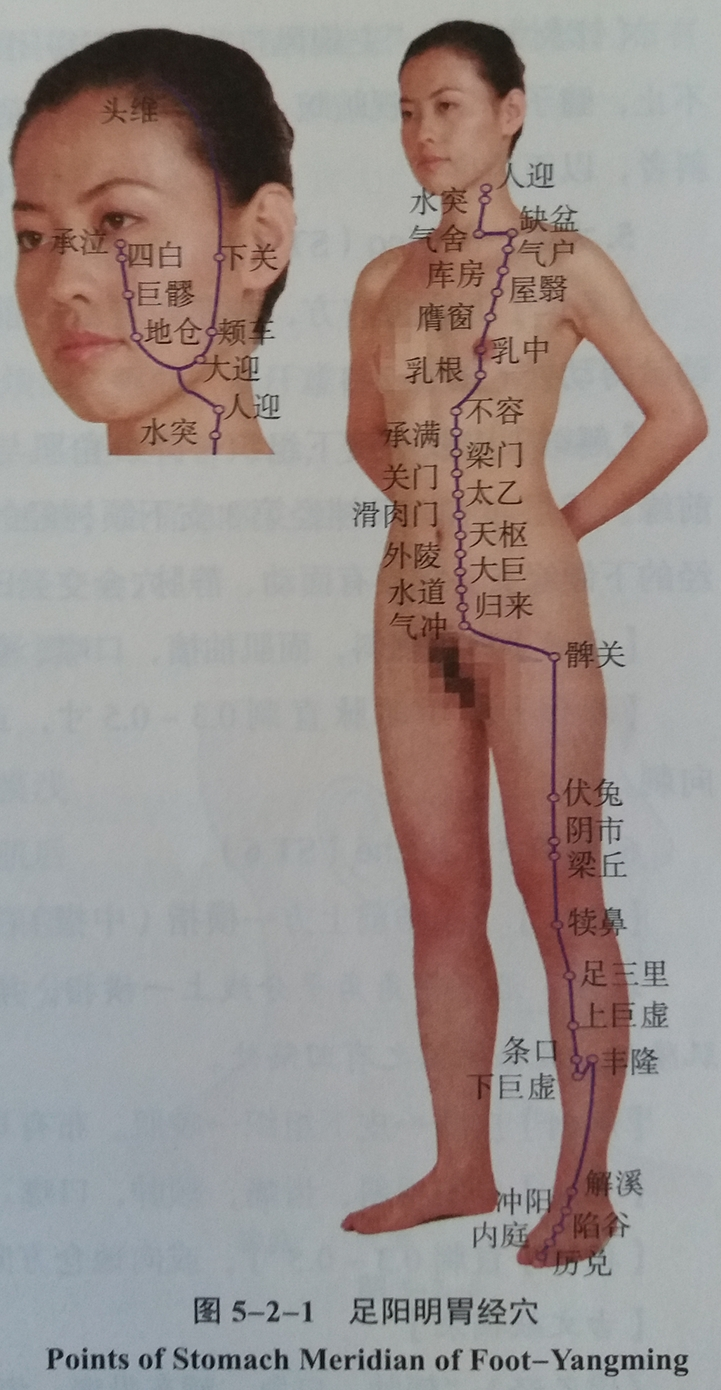 头维
承泣
四白
下关
巨髎
地仓
颊车
大迎
人迎
水突
人迎
水突
缺盆
气舍
气户
库房
屋翳
膺窗
乳中
乳根
不容
承满
梁门
关门
太乙
滑肉门
天枢
外陵
大巨
水道
归来
气冲
髀关
伏兔
阴市
梁丘
犊鼻
足三里
上巨虚
条口
丰隆
下巨虚
解溪
冲阳
陷谷
内庭
厉兑
图 5-2-1 足阳明胃经穴
Points of Stomach Meridian of Foot-Yangming